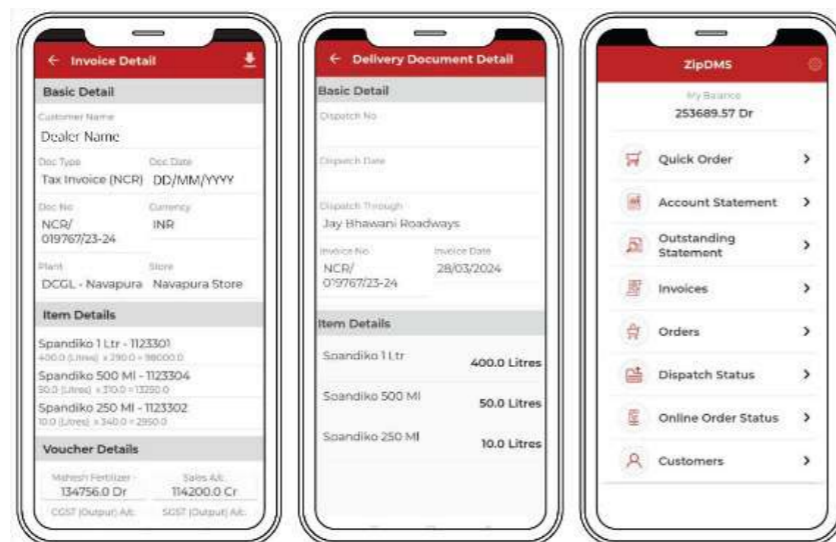 ← Invoice Detail
Basic Detail
Customer Name
Dealer Name
Doc Type Doc Date
Tax Invoice (NCR) DD/MM/YYYY
Doc No Currency
NCR/ INR
019767/23-24
Plant Store
DCGL - Navapura Navapura Store
Item Details
Spandiko 1 Ltr - 1123301
400.0 (Litres) x 290.0 = 98000.0
Spandiko 500 Ml - 1123304
50.0 (Litres) x 310.0 = 13250.0
Spandiko 250 Ml - 1123302
10.0 (Litres) x 340.0 = 2950.0
Voucher Details
Mahesh Fertilizer - Sales A/c.
134756.0 Dr 114200.0 Cr
CGST (Output) A/c. SGST (Output) A/c.
← Delivery Document Detail
Basic Detail
Dispatch No
Dispatch Date
Dispatch Through
Jay Bhawani Roadways
Invoice No Invoice Date
NCR/ 28/03/2024
019767/23-24
Item Details
Spandiko 1 Ltr 400.0 Litres
Spandiko 500 Ml 50.0 Litres
Spandiko 250 Ml 10.0 Litres
ZipDMS
My Balance
253689.57 Dr
Quick Order
Account Statement
Outstanding
Statement
Invoices
Orders
Dispatch Status
Online Order Status
Customers